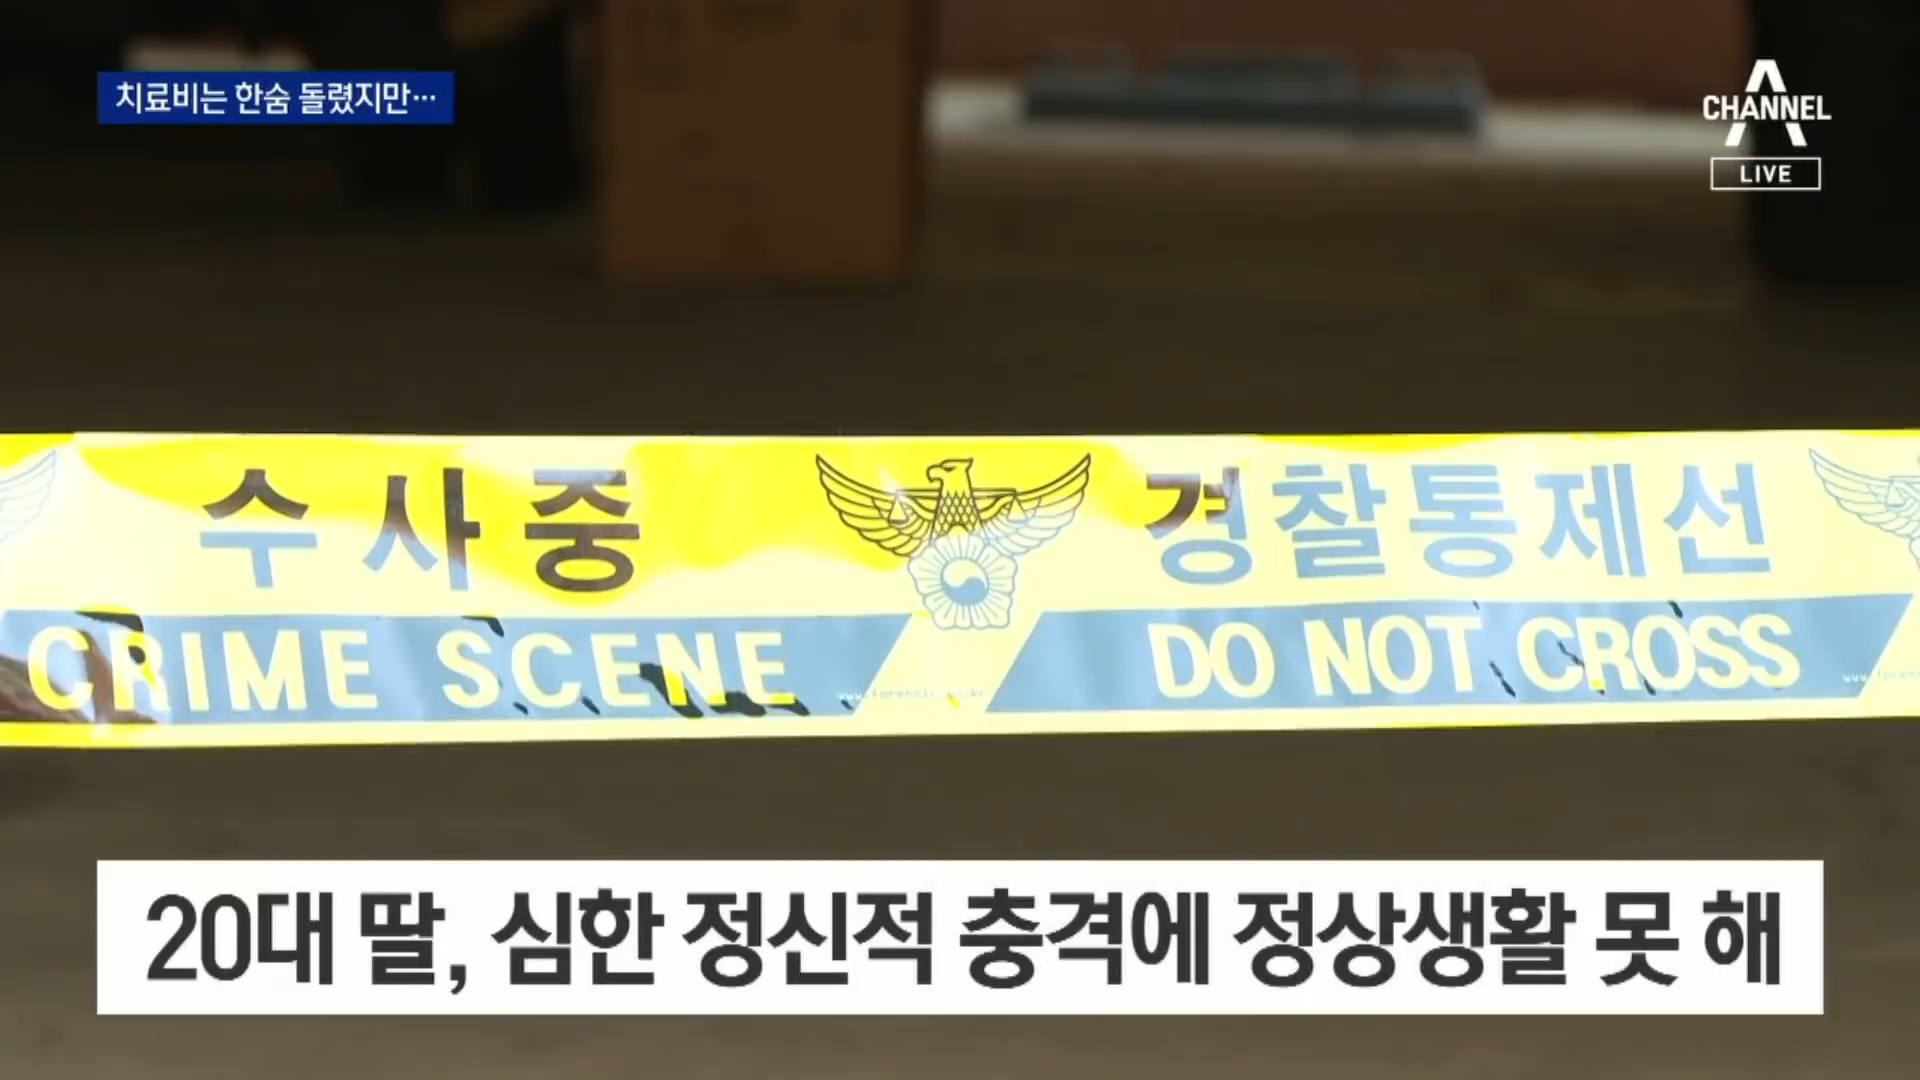 치료비는 한숨 돌렸지만…
CHANNEL A
LIVE
수사중
경찰통제선
CRIME SCENE
DO NOT CROSS
20대 딸, 심한 정신적 충격에 정상생활 못 해